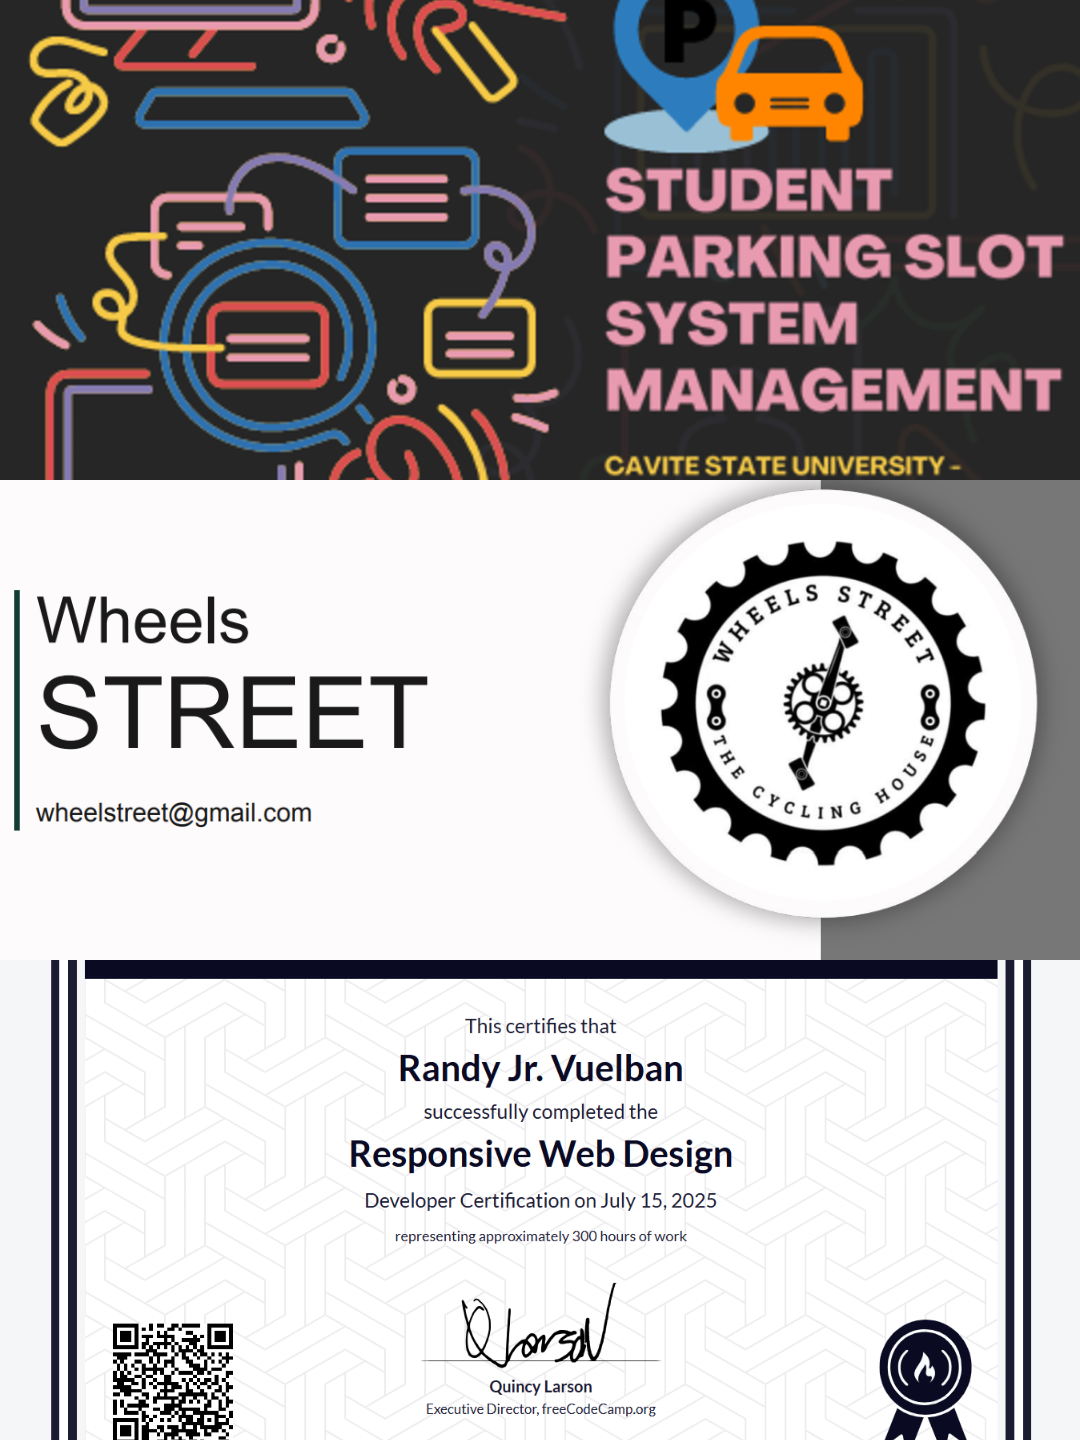 P
STUDENT
PARKING SLOT
SYSTEM
MANAGEMENT
CAVITE STATE UNIVERSITY -
Wheels
STREET
wheelstreet@gmail.com
WHEELS STREET
THE CYCLING HOUSE
This certifies that
Randy Jr. Vuelban
successfully completed the
Responsive Web Design
Developer Certification on July 15, 2025
representing approximately 300 hours of work
Quincy Larson
Executive Director, freeCodeCamp.org